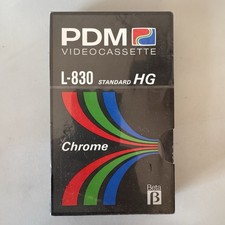 PDM
VIDEOCASSETTE
L-830 STANDARD HG
Chrome
Beta
β